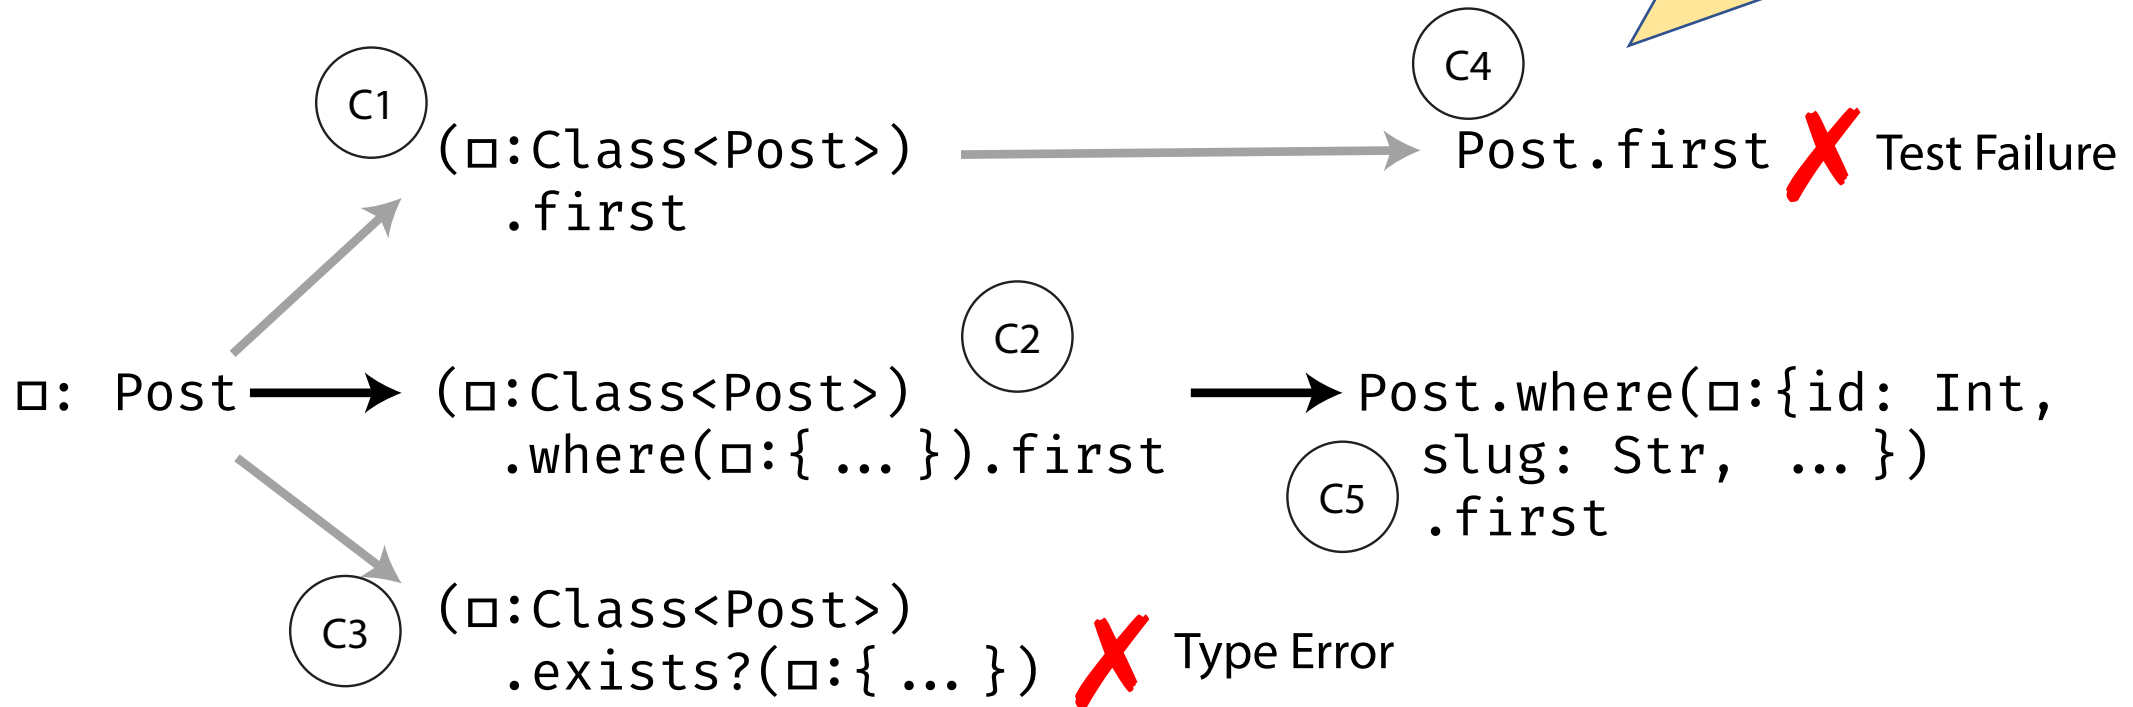 C4
C1
(□:Class<Post>)
.first
Post.first ✗ Test Failure
C2
□: Post
(□:Class<Post>)
.where(□:{ … }).first
Post.where(□:{id: Int,
slug: Str, … })
.first
C5
C3
(□:Class<Post>)
.exists?(□:{ … }) ✗ Type Error